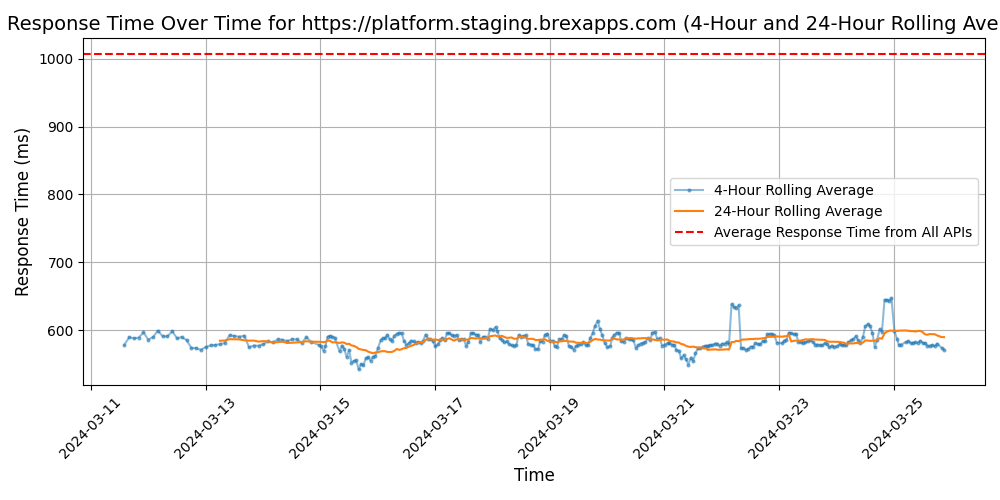 Response Time Over Time for https://platform.staging.brexapps.com (4-Hour and 24-Hour Rolling Ave
Response Time (ms)
1000
900
800
700
600
4-Hour Rolling Average
24-Hour Rolling Average
Average Response Time from All APIs
2024-03-11
2024-03-13
2024-03-15
2024-03-17
2024-03-19
2024-03-21
2024-03-23
2024-03-25
Time